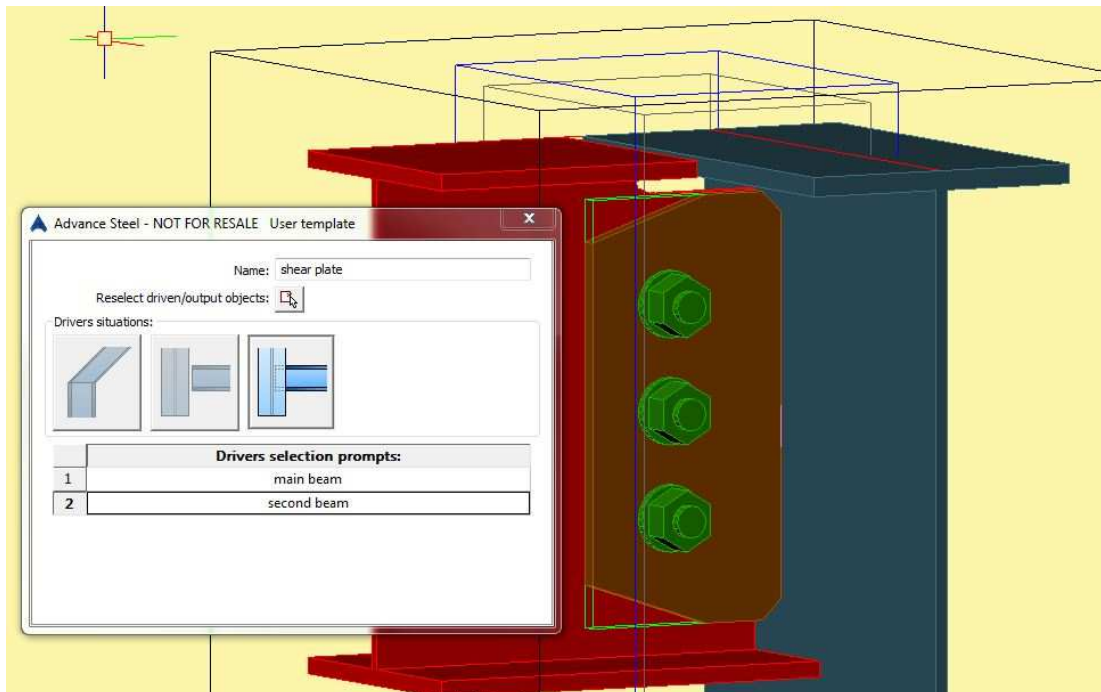 Advance Steel - NOT FOR RESALE User template
X
Name: shear plate
Reselect driven/output objects:
Drivers situations:
Drivers selection prompts:
1 main beam
2 second beam